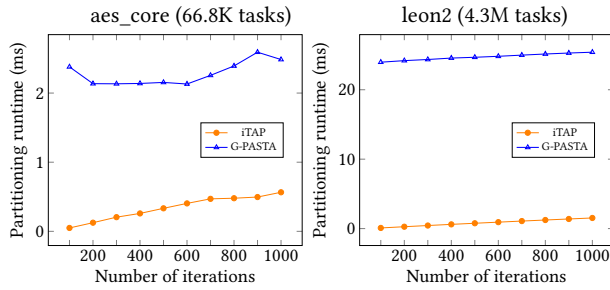 aes_core (66.8K tasks)
Partitioning runtime (ms)
2
1
0
iTAP
G-PASTA
200 400 600 800 1000
Number of iterations
leon2 (4.3M tasks)
Partitioning runtime (ms)
20
10
0
iTAP
G-PASTA
200 400 600 800 1000
Number of iterations